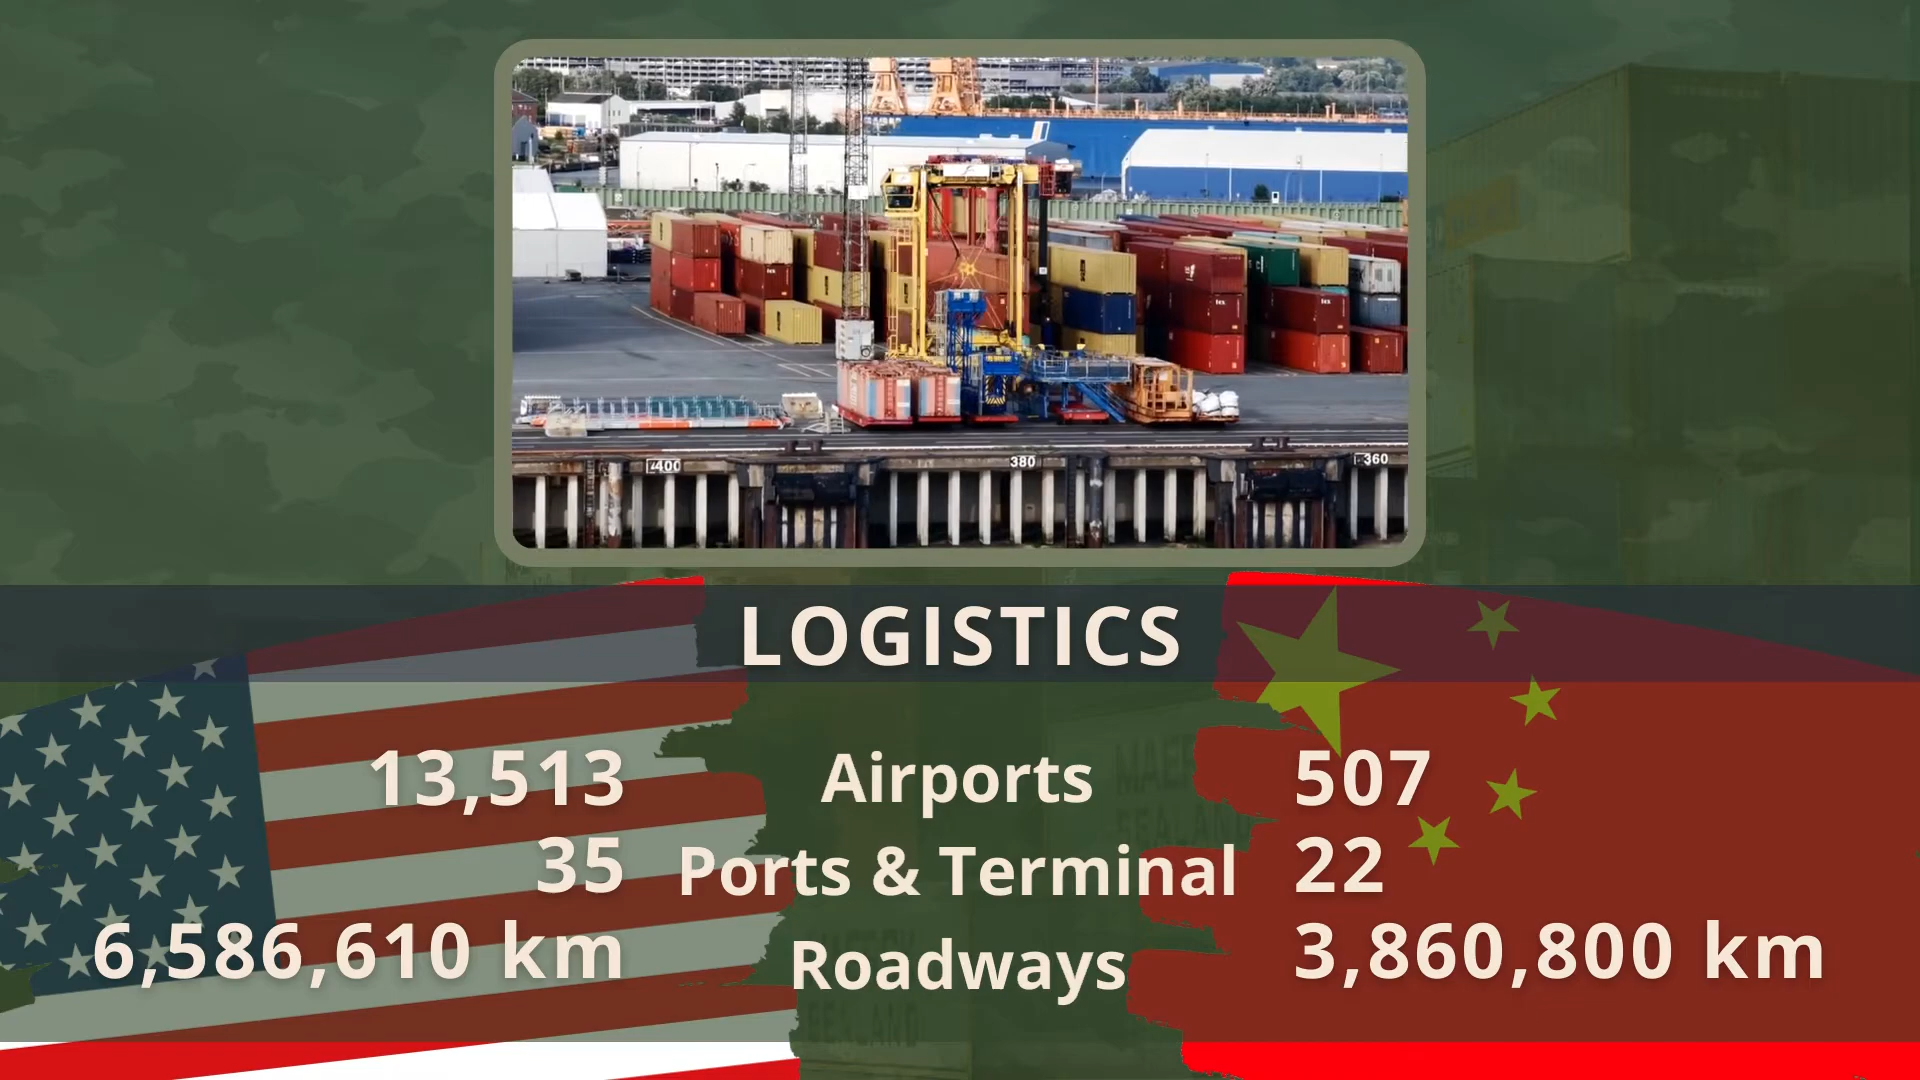 400
380
360
LOGISTICS
13,513 Airports 507
35 Ports & Terminal 22
6,586,610 km Roadways 3,860,800 km